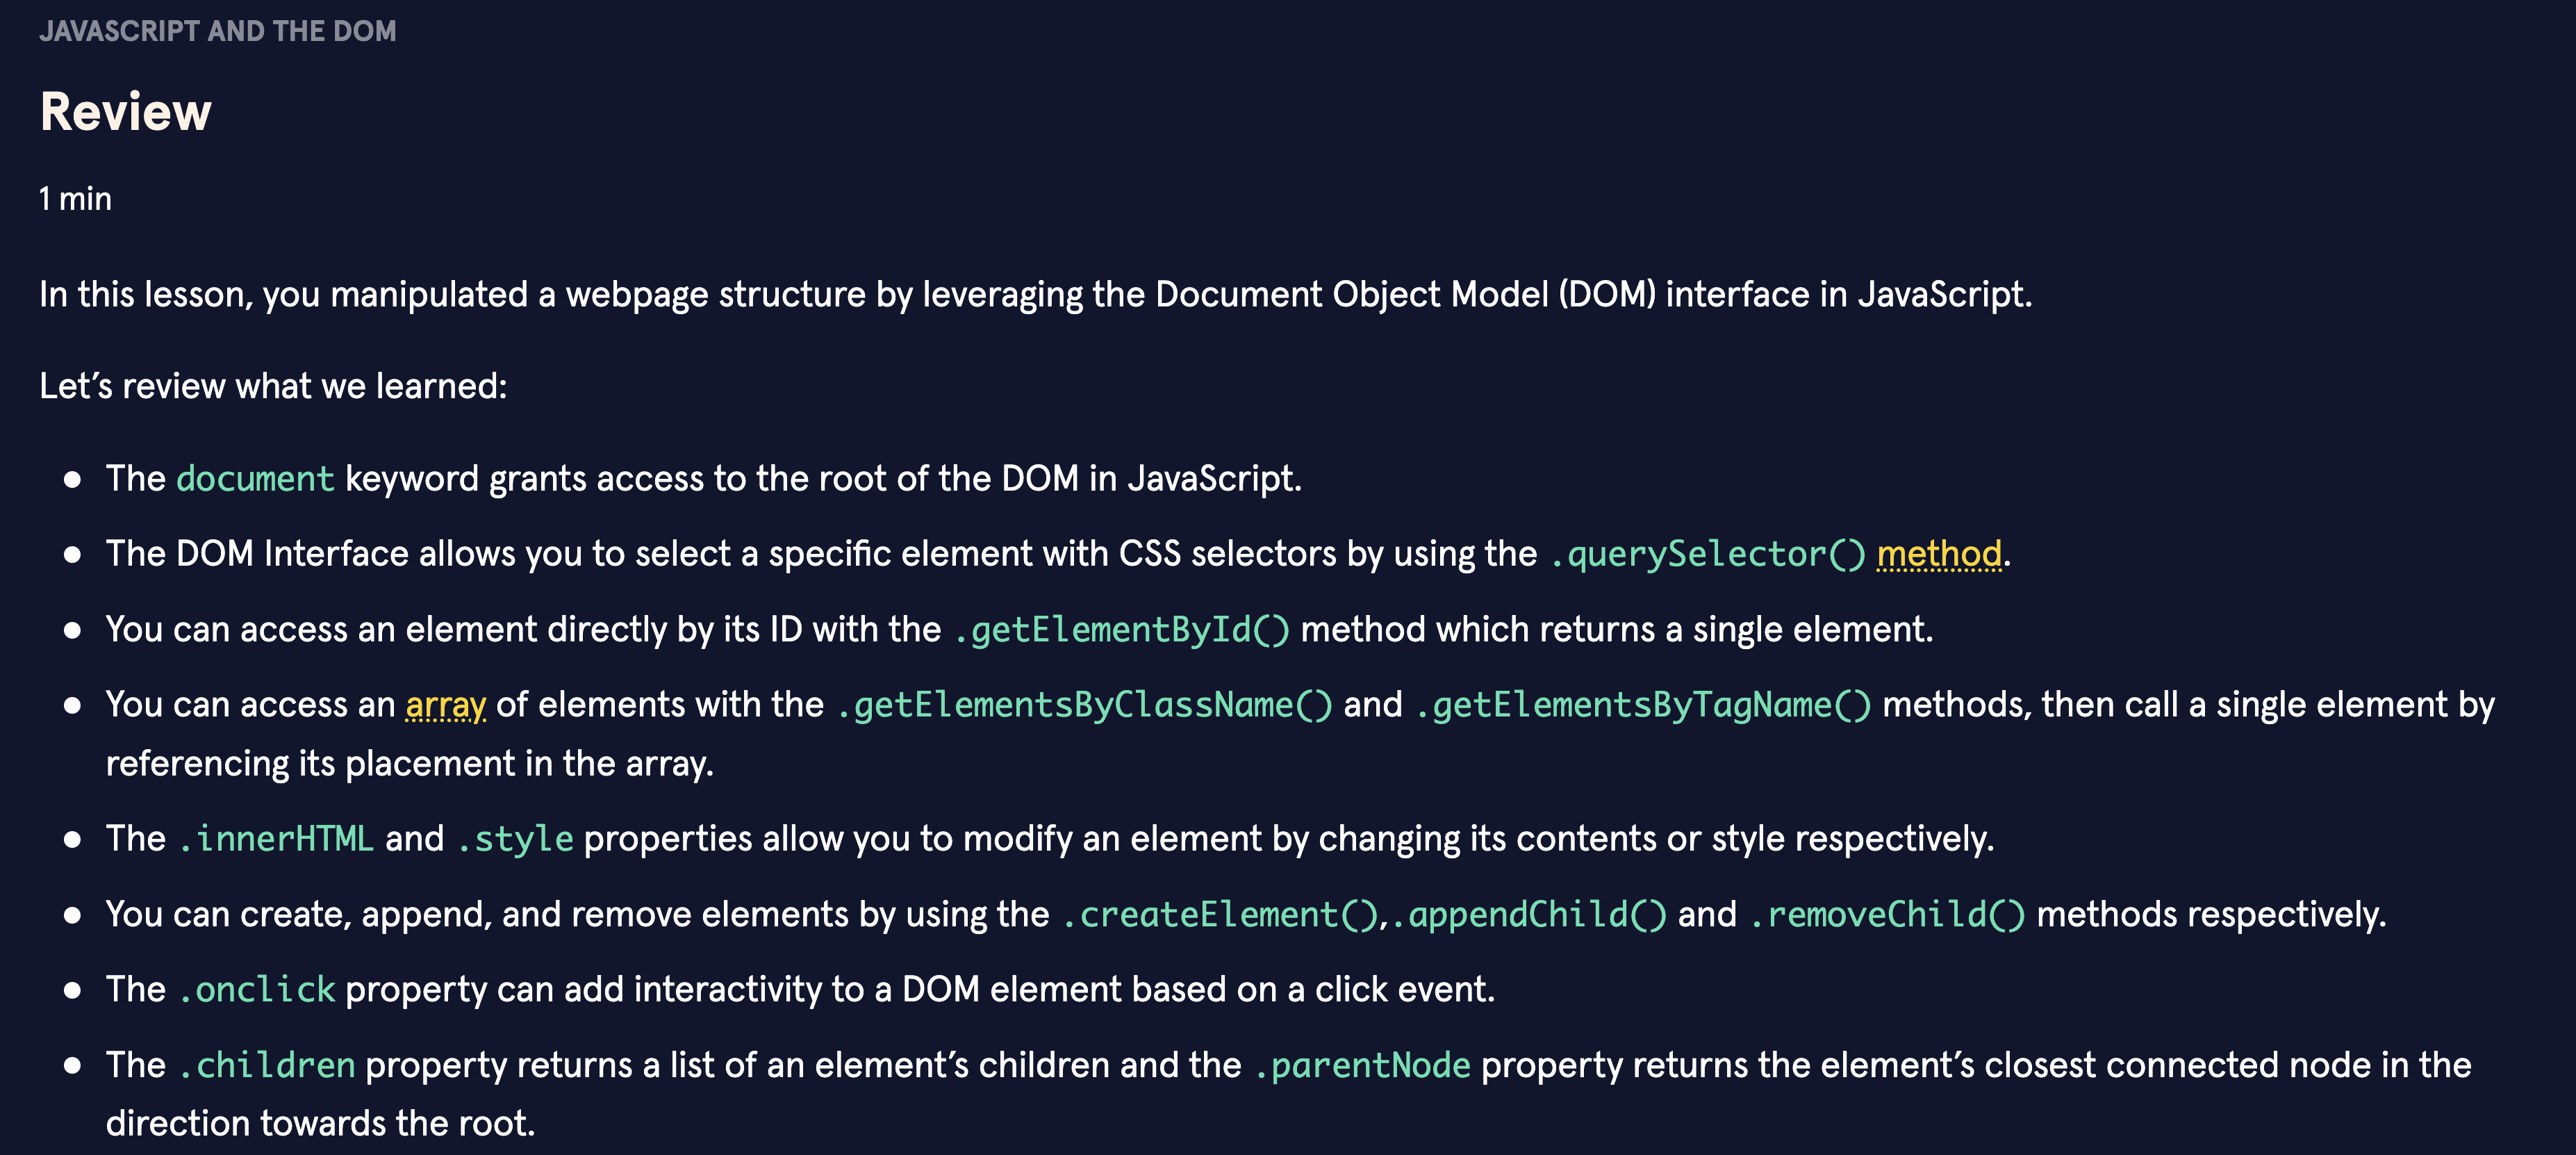 JAVASCRIPT AND THE DOM
Review
1 min
In this lesson, you manipulated a webpage structure by leveraging the Document Object Model (DOM) interface in JavaScript.
Let’s review what we learned:
● The document keyword grants access to the root of the DOM in JavaScript.
● The DOM Interface allows you to select a specific element with CSS selectors by using the .querySelector() method.
● You can access an element directly by its ID with the .getElementById() method which returns a single element.
● You can access an array of elements with the .getElementsByClassName() and .getElementsByTagName() methods, then call a single element by
referencing its placement in the array.
● The .innerHTML and .style properties allow you to modify an element by changing its contents or style respectively.
● You can create, append, and remove elements by using the .createElement(),.appendChild() and .removeChild() methods respectively.
● The .onclick property can add interactivity to a DOM element based on a click event.
● The .children property returns a list of an element’s children and the .parentNode property returns the element’s closest connected node in the
direction towards the root.